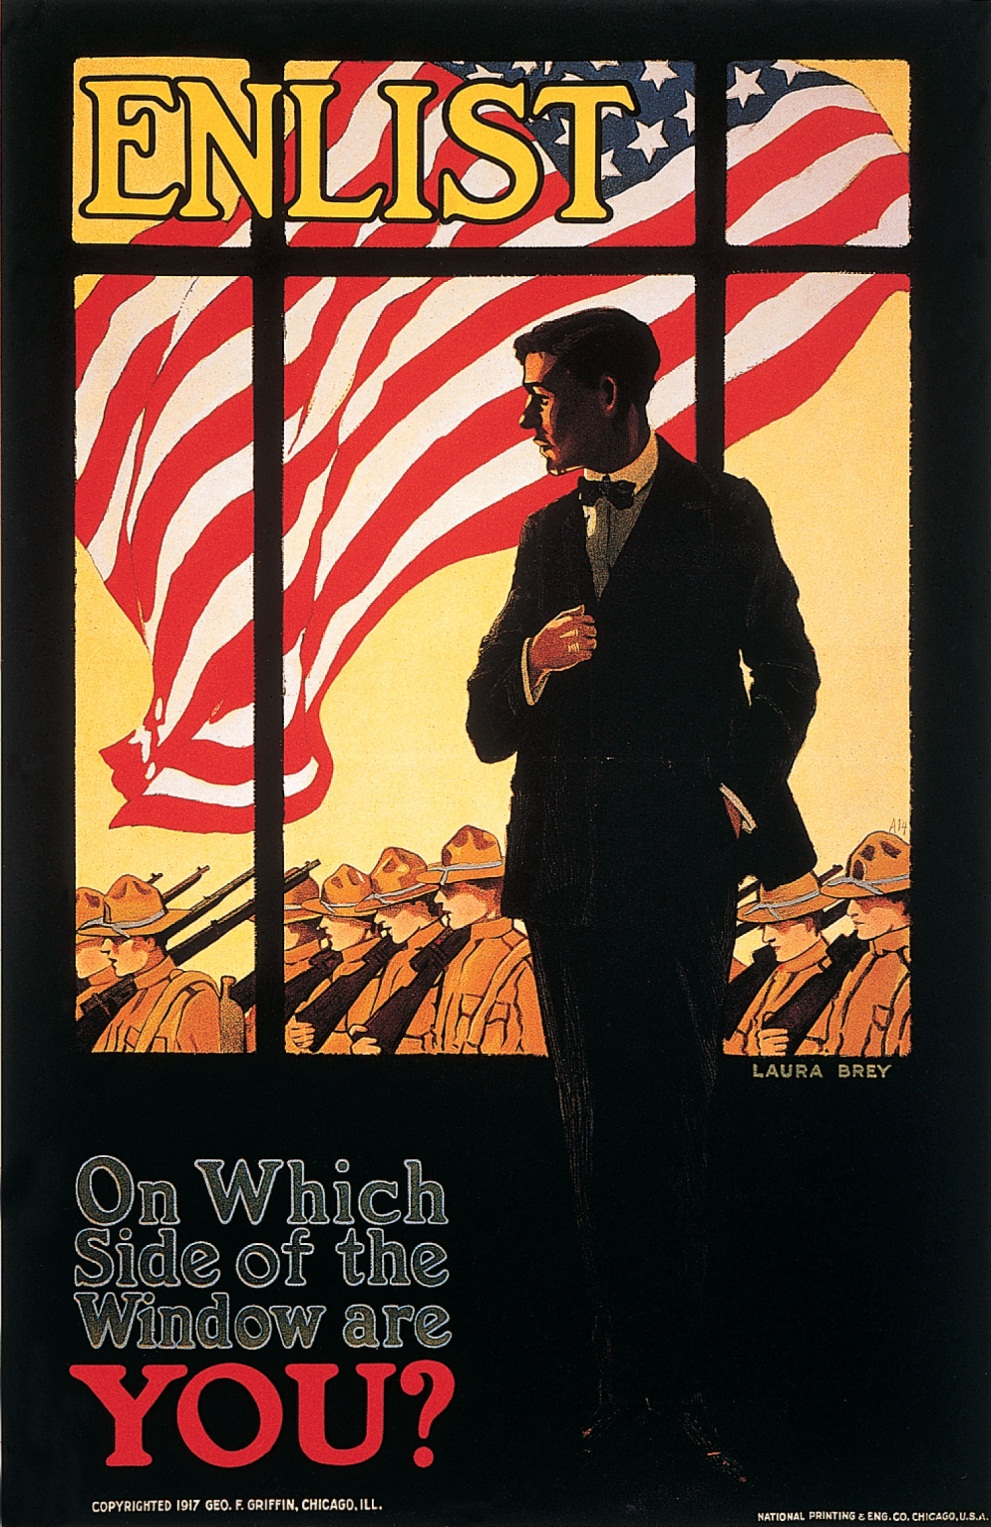 ENLIST
LAURA BREY
On Which
Side of the
Window are
YOU?
COPYRIGHTED 1917 GEO. F. GRIFFIN, CHICAGO, ILL.
NATIONAL PRINTING & ENG. CO. CHICAGO, U.S.A.